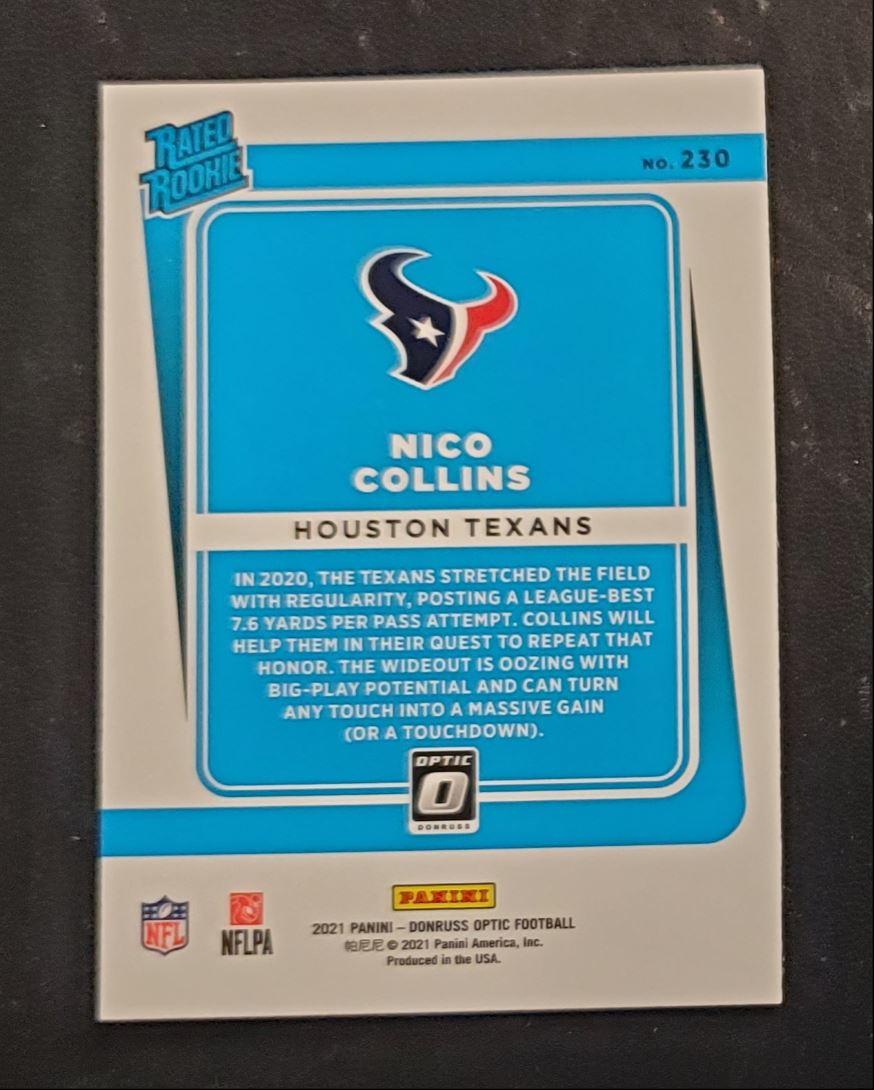 RATED
ROOKIE
NO. 230
NICO
COLLINS
HOUSTON TEXANS
IN 2020, THE TEXANS STRETCHED THE FIELD
WITH REGULARITY, POSTING A LEAGUE-BEST
7.6 YARDS PER PASS ATTEMPT. COLLINS WILL
HELP THEM IN THEIR QUEST TO REPEAT THAT
HONOR. THE WIDEOUT IS OOZING WITH
BIG-PLAY POTENTIAL AND CAN TURN
ANY TOUCH INTO A MASSIVE GAIN
(OR A TOUCHDOWN).
OPTIC
O
DONRUSS
PANINI
NFL
NFLPA
2021 PANINI – DONRUSS OPTIC FOOTBALL
帕尼尼 © 2021 Panini America, Inc.
Produced in the USA.